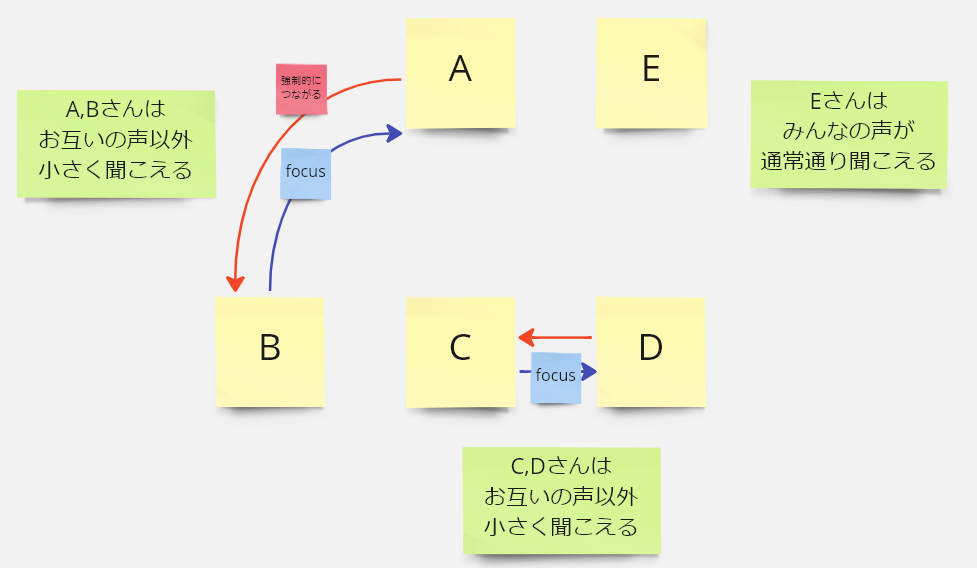 A
E
強制的に
つながる
A,Bさんは
お互いの声以外
小さく聞こえる
Eさんは
みんなの声が
通常通り聞こえる
focus
B
C
D
focus
C,Dさんは
お互いの声以外
小さく聞こえる